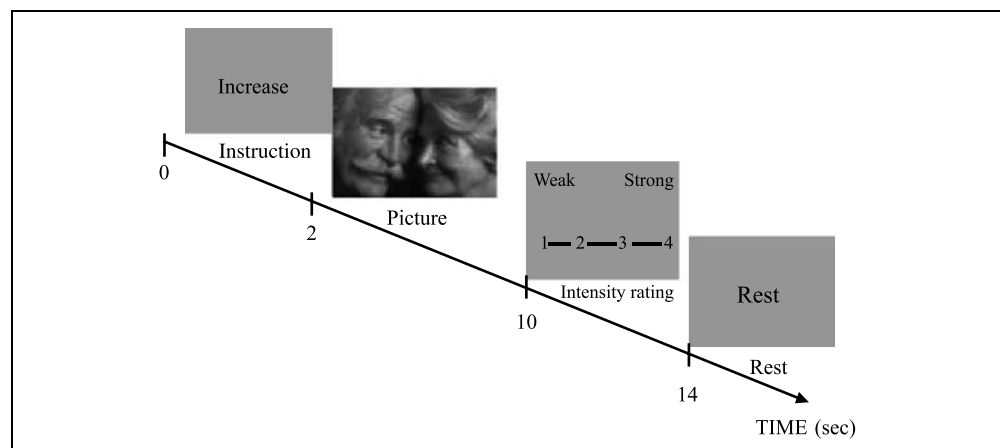 Increase
Instruction
0
2
Picture
Weak Strong
1 2 3 4
Intensity rating
10
Rest
Rest
14
TIME (sec)